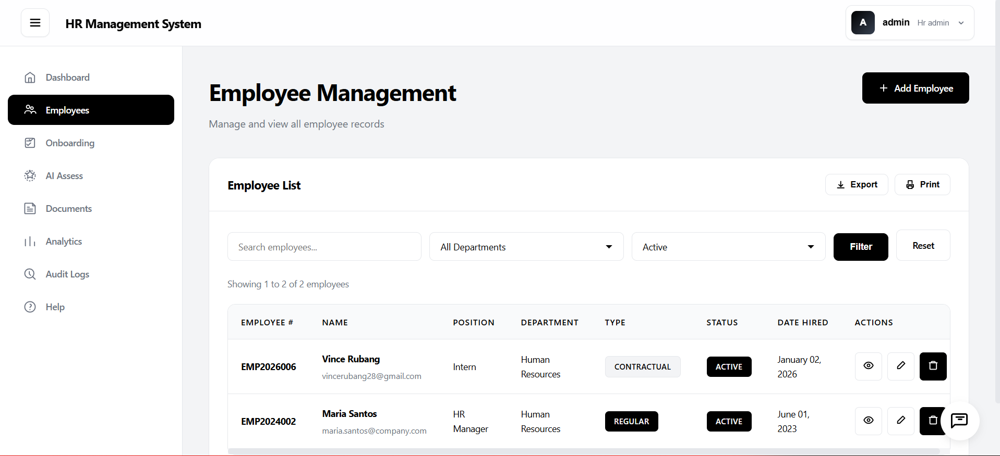 HR Management System
A admin Hr admin
Dashboard
Employees
Onboarding
AI Assess
Documents
Analytics
Audit Logs
Help
Employee Management
Manage and view all employee records
+ Add Employee
Employee List
Export
Print
Search employees...
All Departments
Active
Filter
Reset
Showing 1 to 2 of 2 employees
EMPLOYEE # NAME POSITION DEPARTMENT TYPE STATUS DATE HIRED ACTIONS
EMP2026006
Vince Rubang
vincerubang28@gmail.com
Intern
Human
Resources
CONTRACTUAL
ACTIVE
January 02,
2026
EMP2024002
Maria Santos
maria.santos@company.com
HR
Manager
Human
Resources
REGULAR
ACTIVE
June 01,
2023